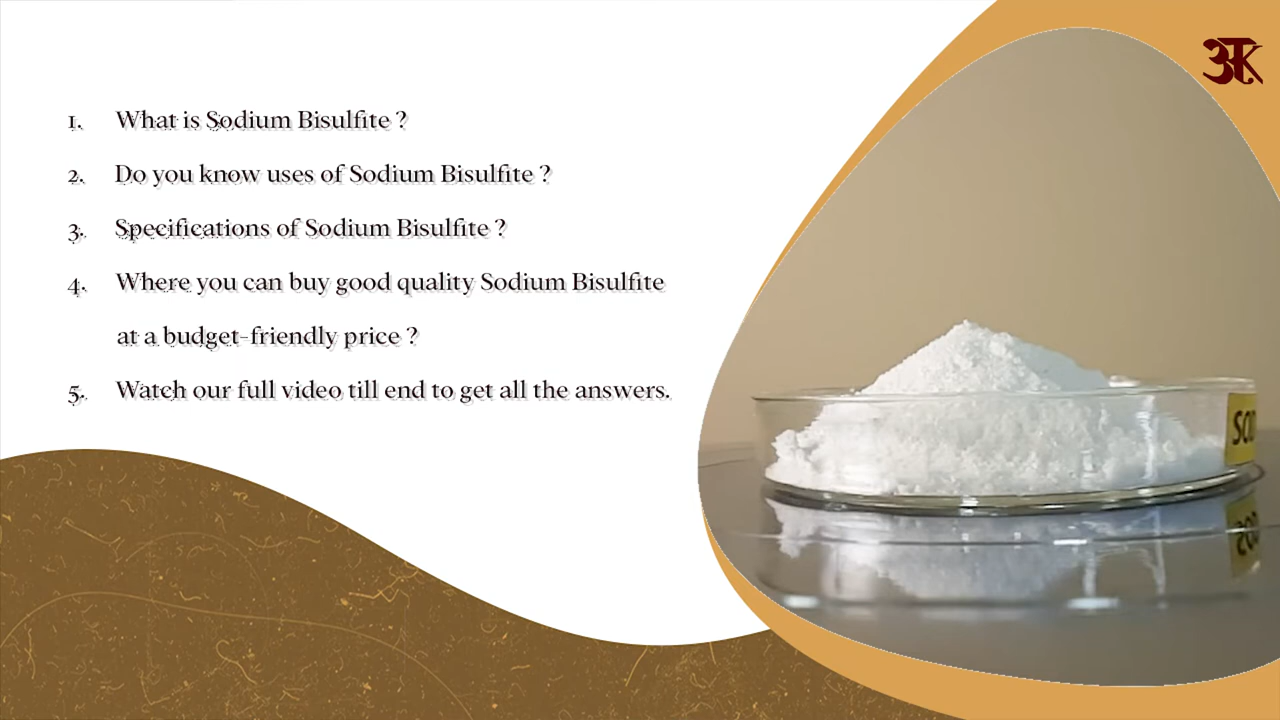 1. What is Sodium Bisulfite ?
2. Do you know uses of Sodium Bisulfite ?
3. Specifications of Sodium Bisulfite ?
4. Where you can buy good quality Sodium Bisulfite
at a budget-friendly price ?
5. Watch our full video till end to get all the answers.
SOD